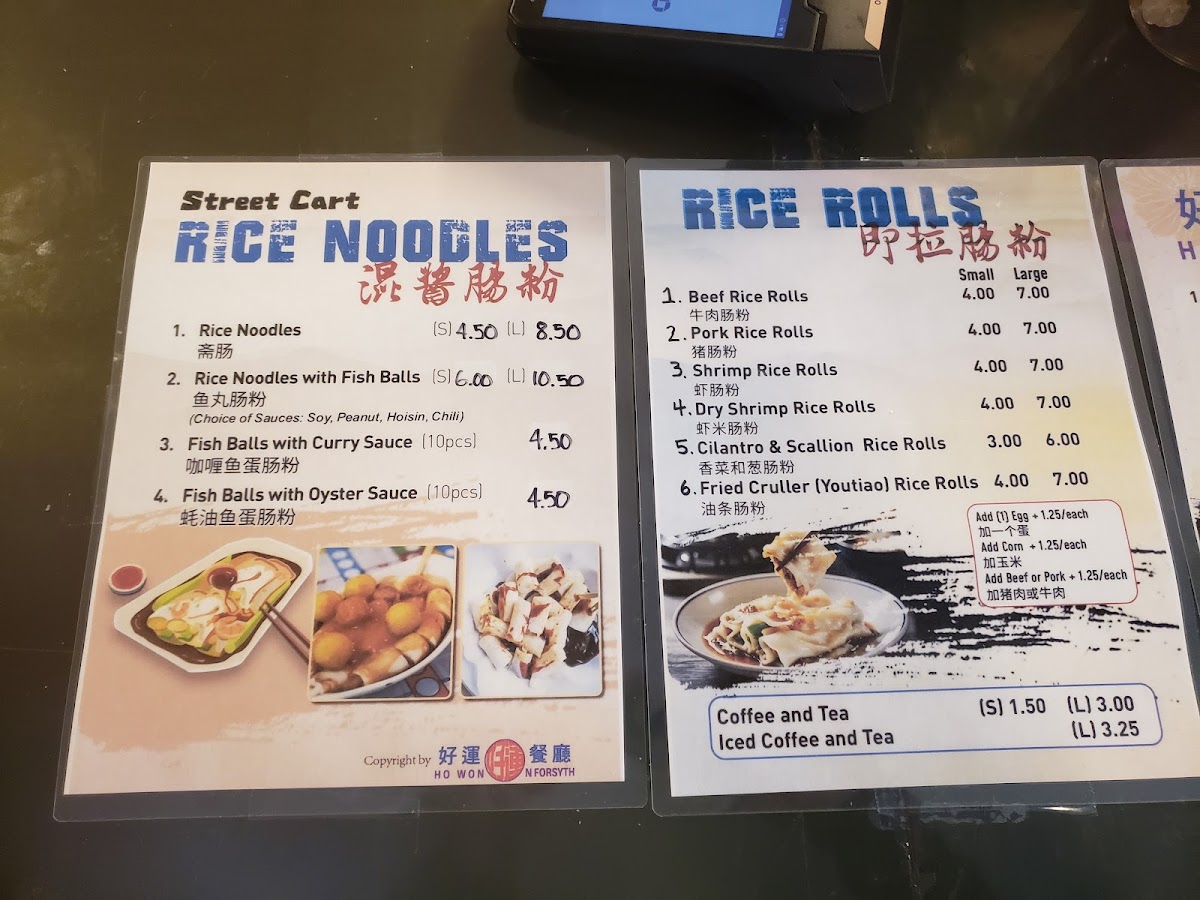 Street Cart
RICE NOODLES
混醬肠粉
1. Rice Noodles (S) 4.50 (L) 8.50
斋肠
2. Rice Noodles with Fish Balls (S) 6.00 (L) 10.50
鱼丸肠粉
(Choice of Sauces: Soy, Peanut, Hoisin, Chili)
3. Fish Balls with Curry Sauce (10pcs) 4.50
咖喱鱼蛋肠粉
4. Fish Balls with Oyster Sauce (10pcs) 4.50
蚝油鱼蛋肠粉
Copyright by 好運 好運 餐廳
HO WON N FORSYTH
RICE ROLLS
即拉肠粉
Small Large
1. Beef Rice Rolls 4.00 7.00
牛肉肠粉
2. Pork Rice Rolls 4.00 7.00
猪肠粉
3. Shrimp Rice Rolls 4.00 7.00
虾肠粉
4. Dry Shrimp Rice Rolls 4.00 7.00
虾米肠粉
5. Cilantro & Scallion Rice Rolls 3.00 6.00
香菜和葱肠粉
6. Fried Cruller (Youtiao) Rice Rolls 4.00 7.00
油条肠粉
Add (1) Egg + 1.25/each
加一个蛋
Add Corn + 1.25/each
加玉米
Add Beef or Pork + 1.25/each
加猪肉或牛肉
Coffee and Tea (S) 1.50 (L) 3.00
Iced Coffee and Tea (L) 3.25
好
H
1